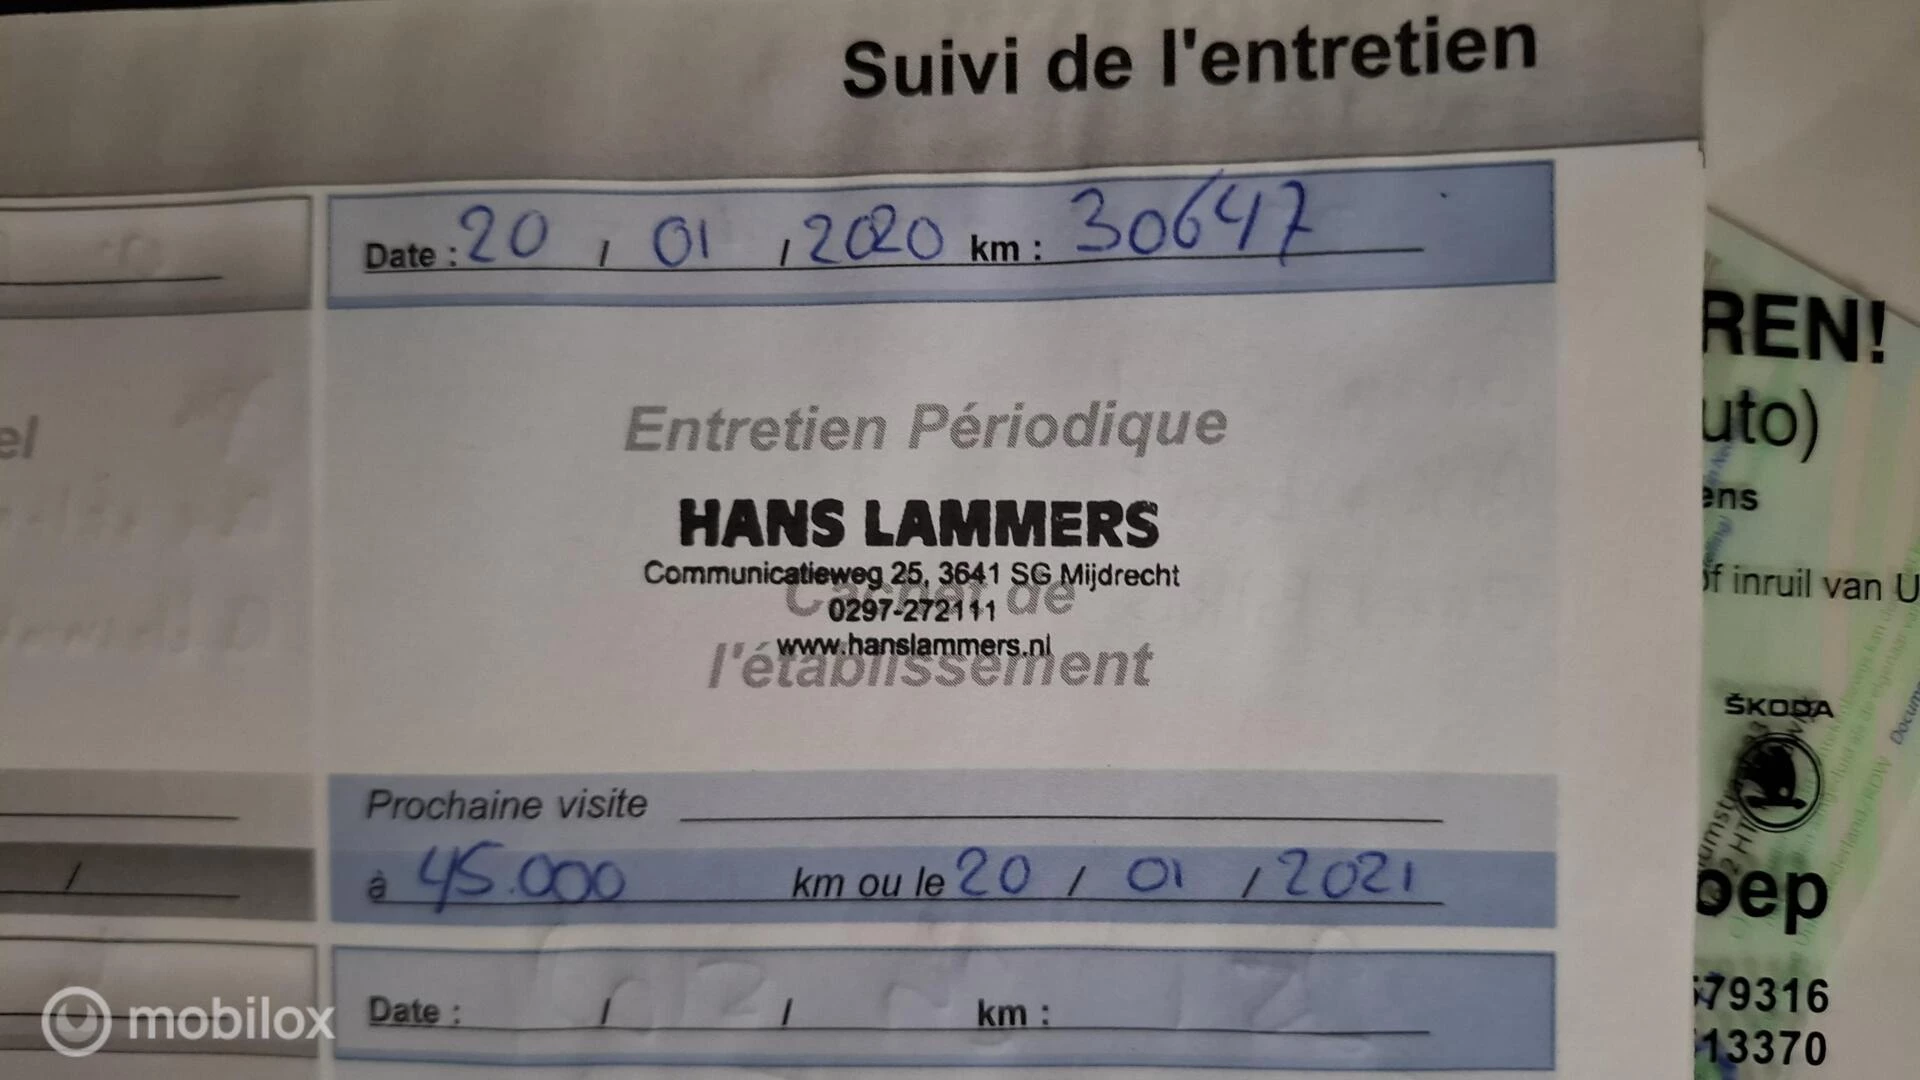 Suivi de l'entretien
Date : 20 / 01 / 2020 km : 30647
Entretien Périodique
HANS LAMMERS
Communicatieweg 25, 3641 SG Mijdrecht
Cachet de
0297-272111
www.hanslammers.nl
l'établissement
Prochaine visite
à 45.000 km ou le 20 / 01 / 2021
Date : / / km :
el
/
REN!
uto)
ens
of inruil van U
ŠKODA
oep
579316
13370
mobilox